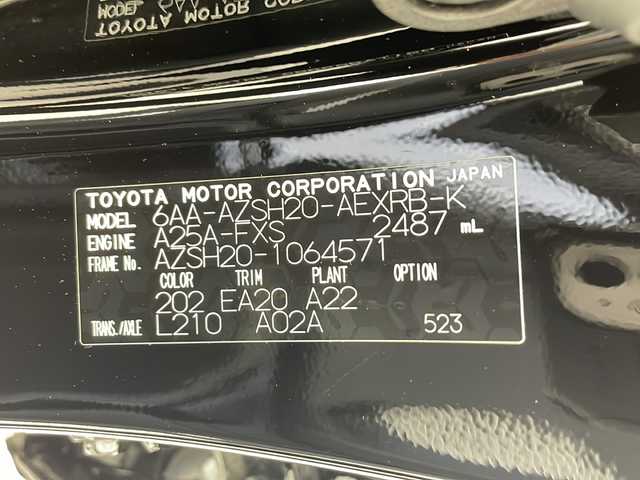 TOYOTA MOTOR CORPORATION JAPAN
MODEL 6AA-AZSH20-AEXRB-K
ENGINE A25A-FXS 2487 mL
FRAME No. AZSH20-1064571
COLOR TRIM PLANT OPTION
202 EA20 A22
TRANS./AXLE L210 A02A 523